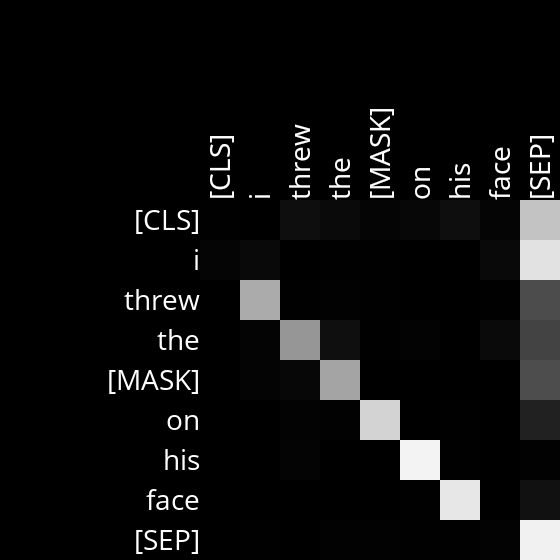 [CLS] i threw the [MASK] on his face [SEP]
[CLS]
i
threw
the
[MASK]
on
his
face
[SEP]